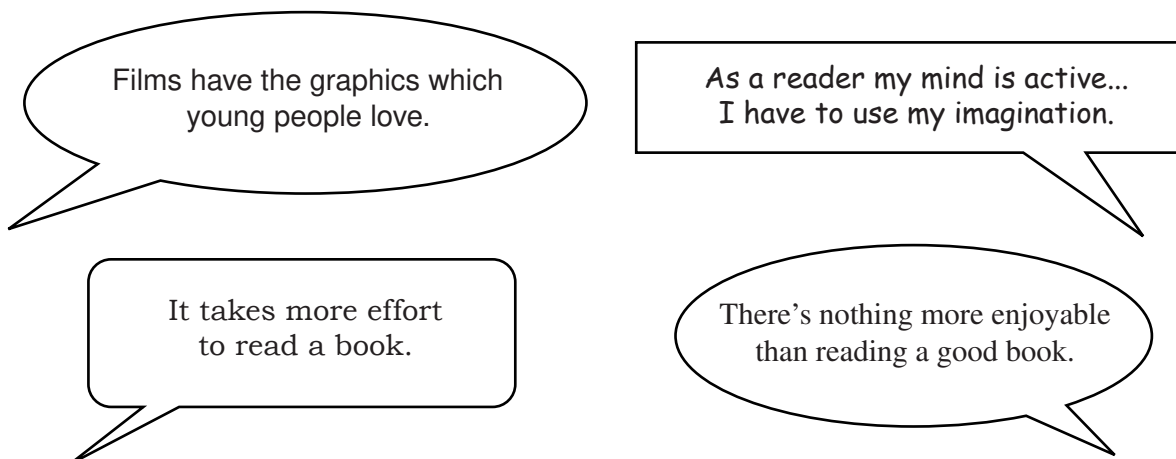 Films have the graphics which
young people love.
As a reader my mind is active...
I have to use my imagination.
It takes more effort
to read a book.
There's nothing more enjoyable
than reading a good book.